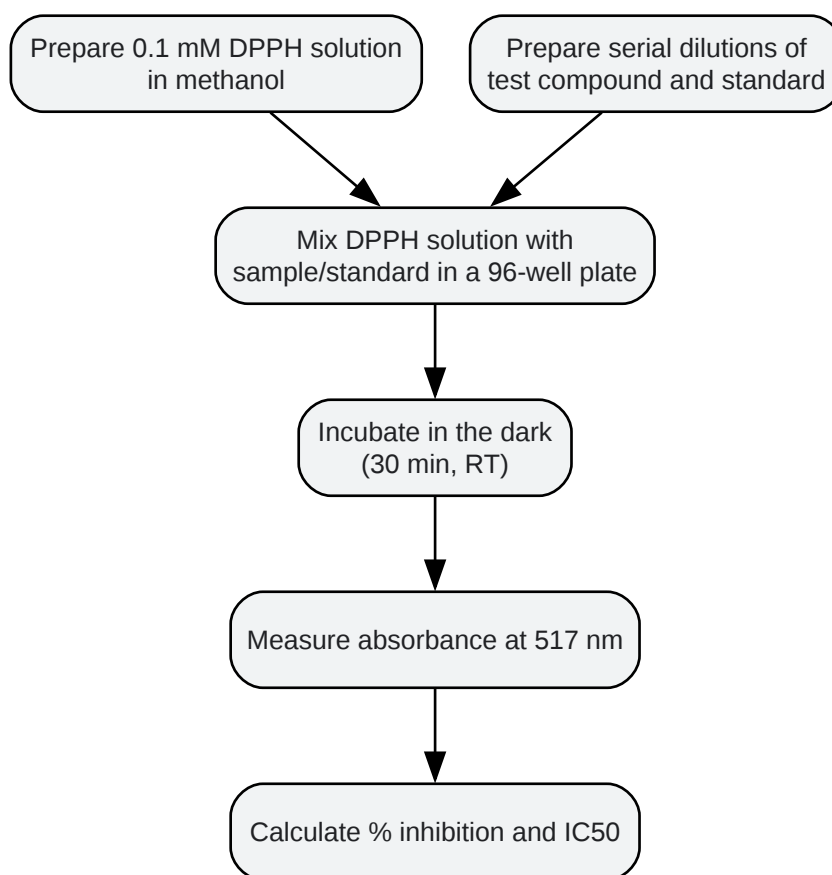 Prepare 0.1 mM DPPH solution
in methanol
Prepare serial dilutions of
test compound and standard
Mix DPPH solution with
sample/standard in a 96-well plate
Incubate in the dark
(30 min, RT)
Measure absorbance at 517 nm
Calculate % inhibition and IC50